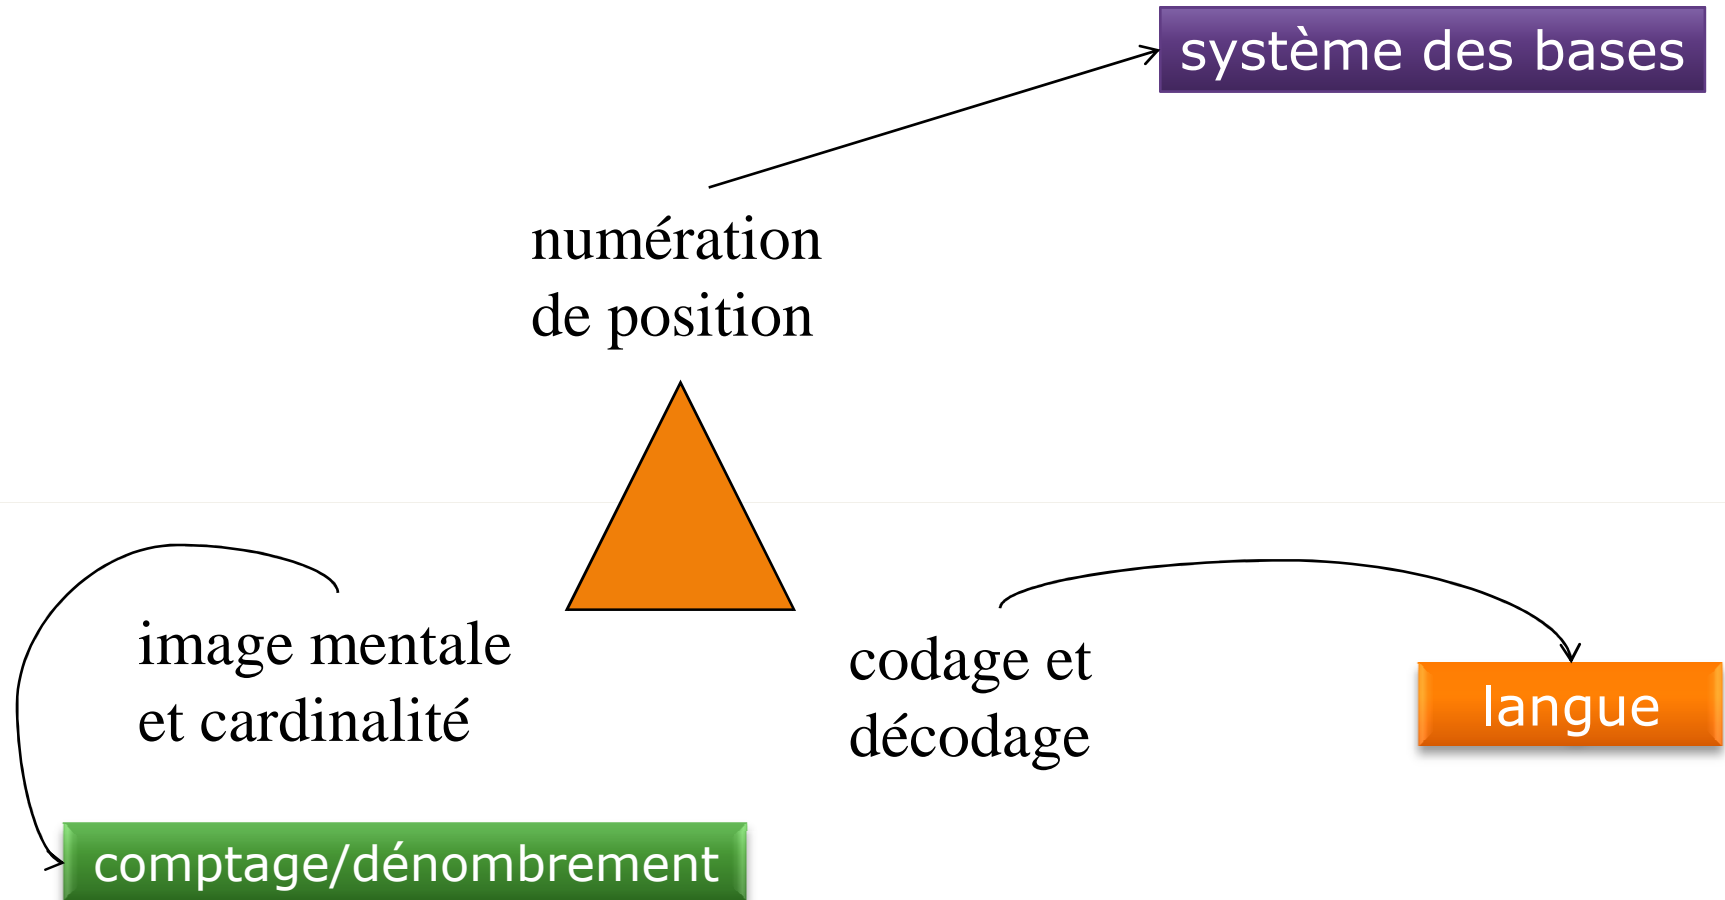 système des bases
numération
de position
image mentale
et cardinalité
codage et
décodage
langue
comptage/dénombrement